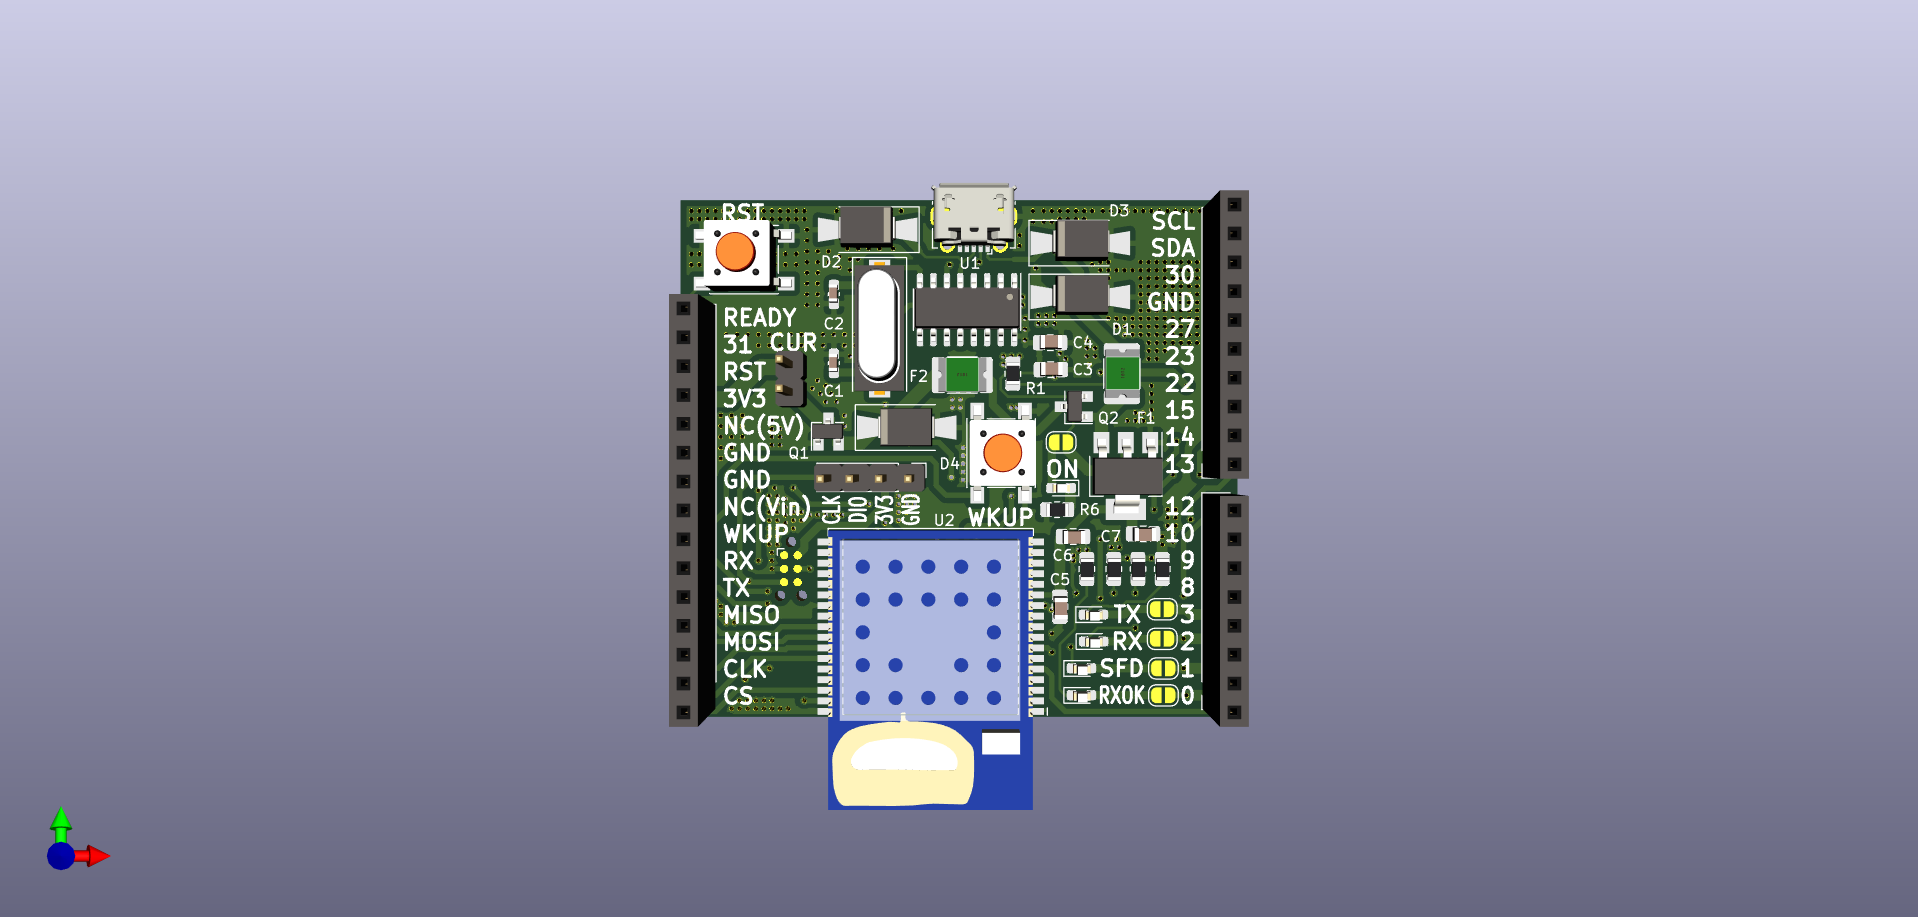 RST
D3
SCL
SDA
D2
U1
30
GND
READY
C2
D1
27
31
CUR
C4
23
RST
F2
C3
22
3V3
C1
R1
15
NC(5V)
Q2
F1
14
GND
Q1
D4
ON
13
GND
NC(Vin)
CLK
DIO
3V3
GND
U2
WKUP
R6
12
WKUP
C7
10
C6
RX
9
C5
TX
8
MISO
TX
3
MOSI
RX
2
CLK
SFD
1
CS
RXOK
0